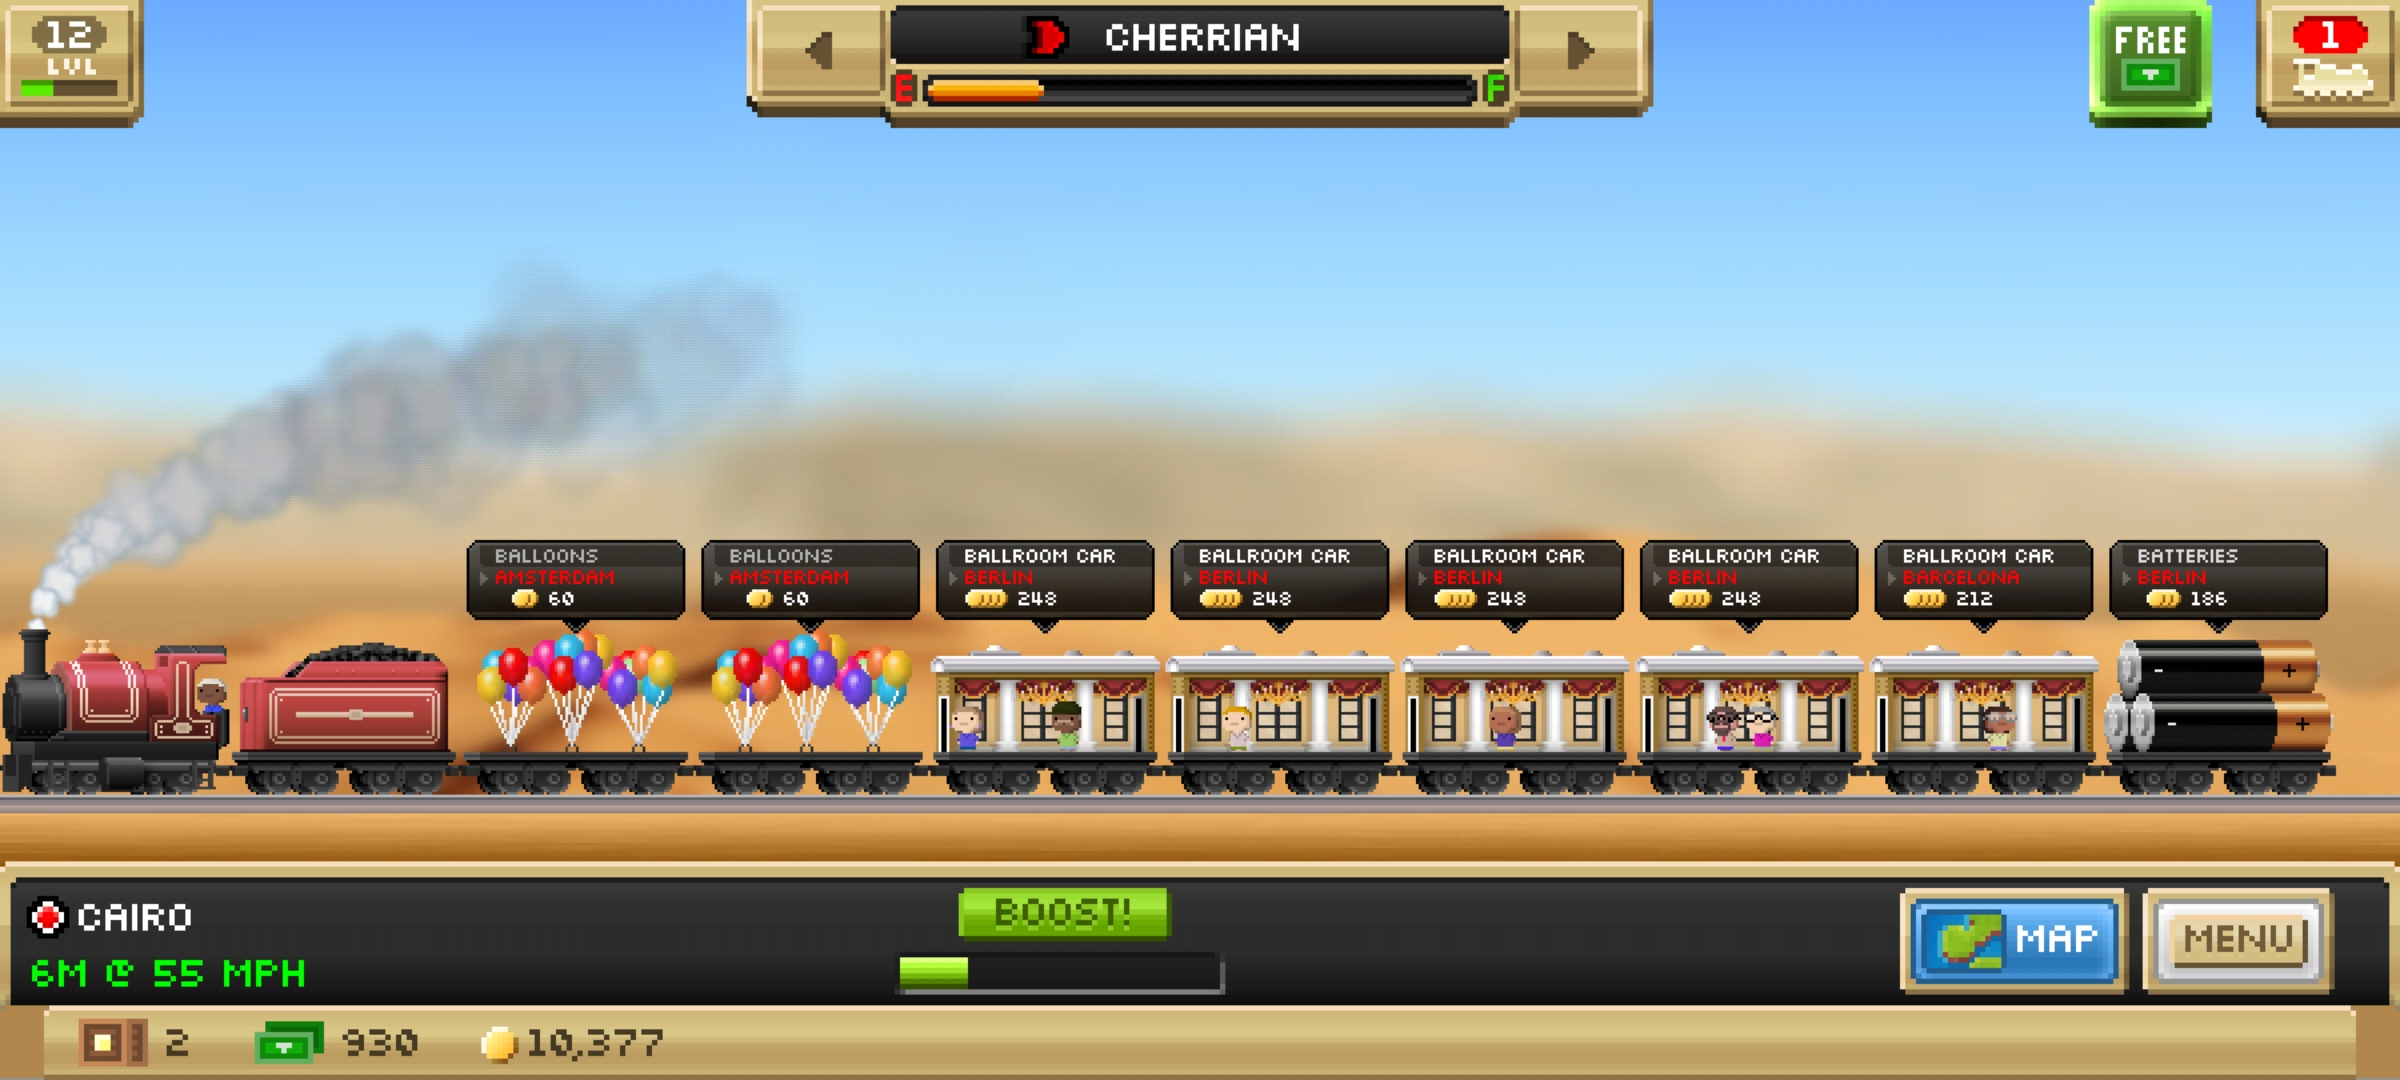 12
LVL
CHERRIAN
E F
FREE
1
BALLOONS
AMSTERDAM
60
BALLOONS
AMSTERDAM
60
BALLROOM CAR
BERLIN
248
BALLROOM CAR
BERLIN
248
BALLROOM CAR
BERLIN
248
BALLROOM CAR
BERLIN
248
BALLROOM CAR
BARCELONA
212
BATTERIES
BERLIN
186
- +
- +
CAIRO
6M @ 55 MPH
BOOST!
MAP
MENU
2
930
10,377